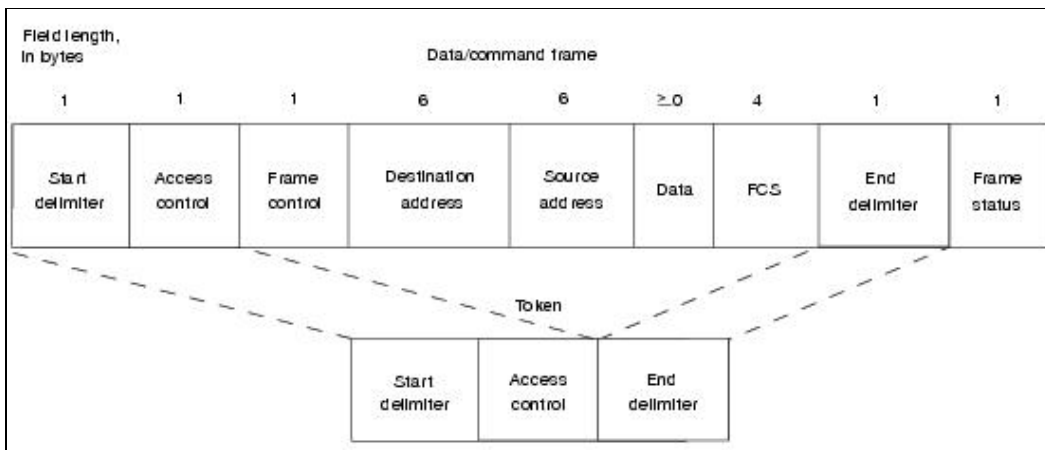 Field length,
in bytes
Data/command frame
1 1 1 6 6 ≥0 4 1 1
Start delimiter
Access control
Frame control
Destination address
Source address
Data
FCS
End delimiter
Frame status
Token
Start delimiter
Access control
End delimiter